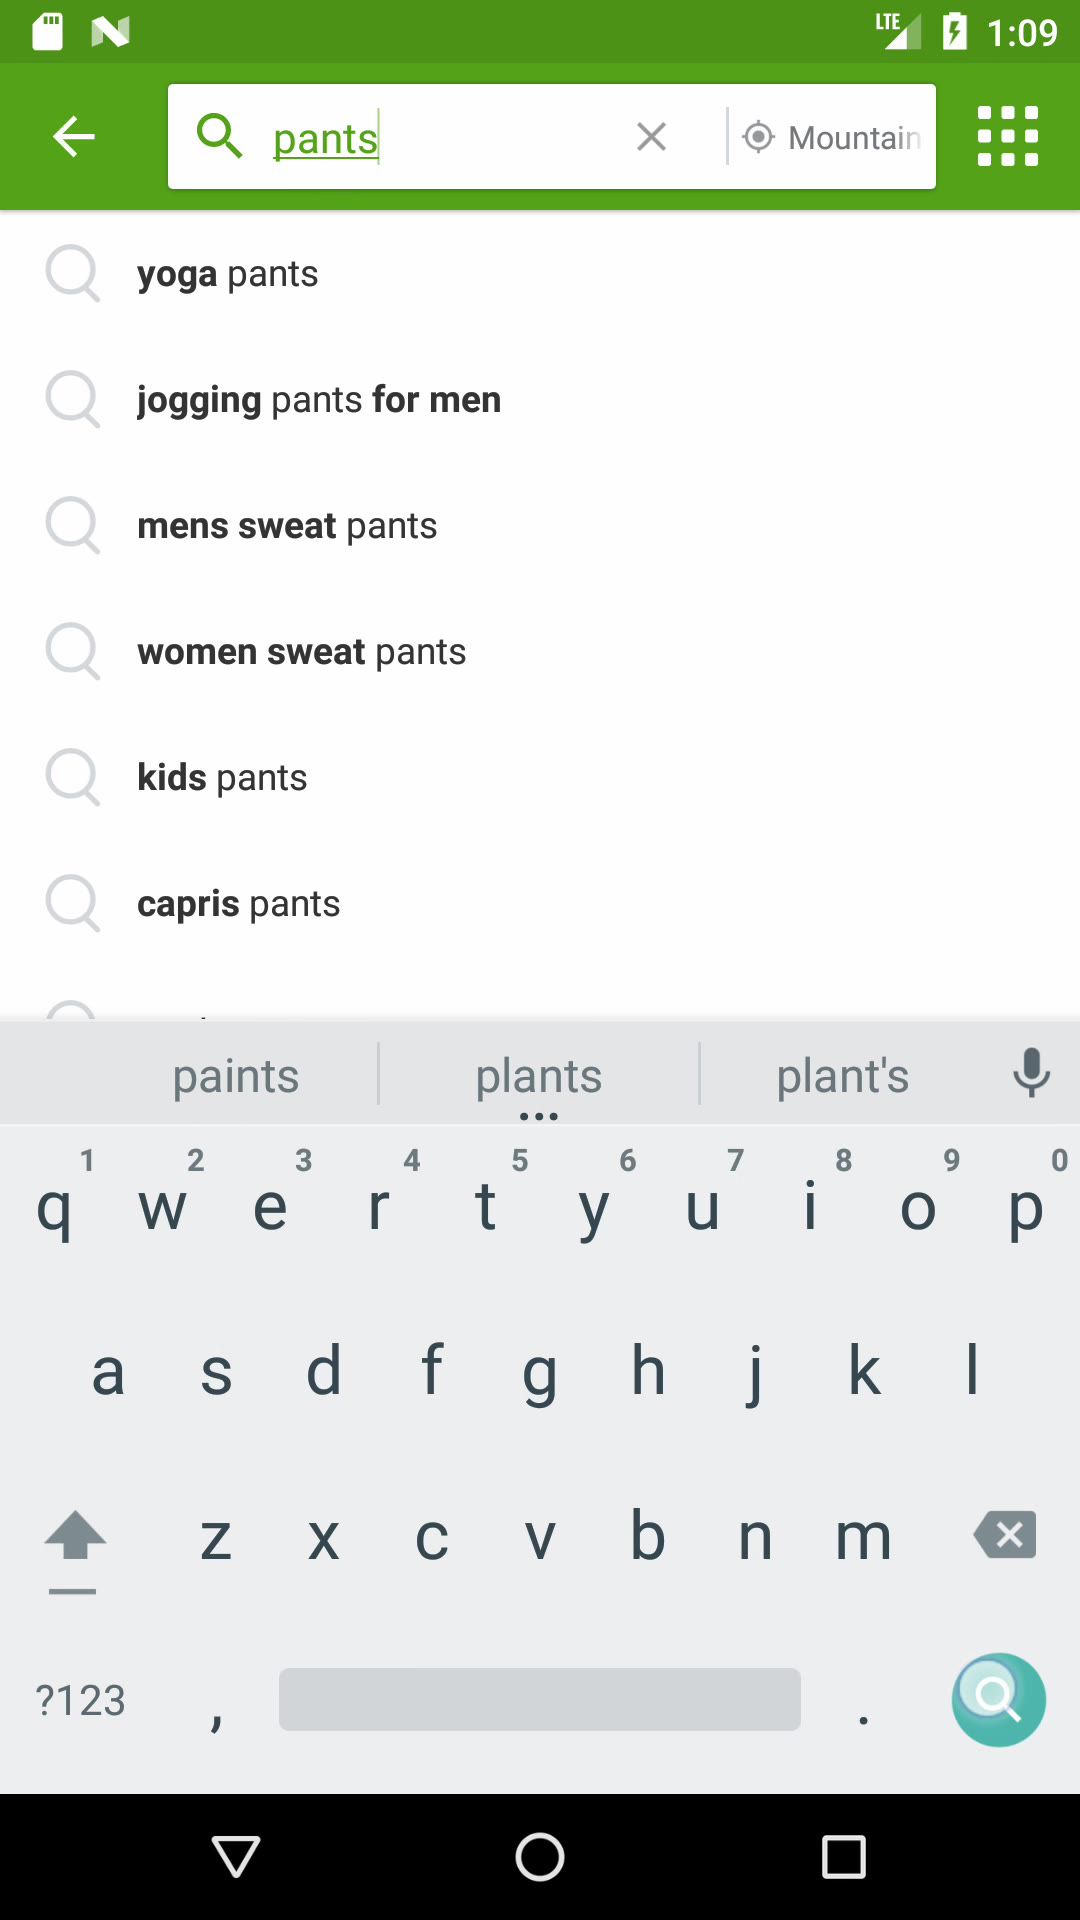 LTE 1:09
pants Mountain
yoga pants
jogging pants for men
mens sweat pants
women sweat pants
kids pants
capris pants
paints plants plant's
1 2 3 4 5 6 7 8 9 0
q w e r t y u i o p
a s d f g h j k l
z x c v b n m
?123 , .